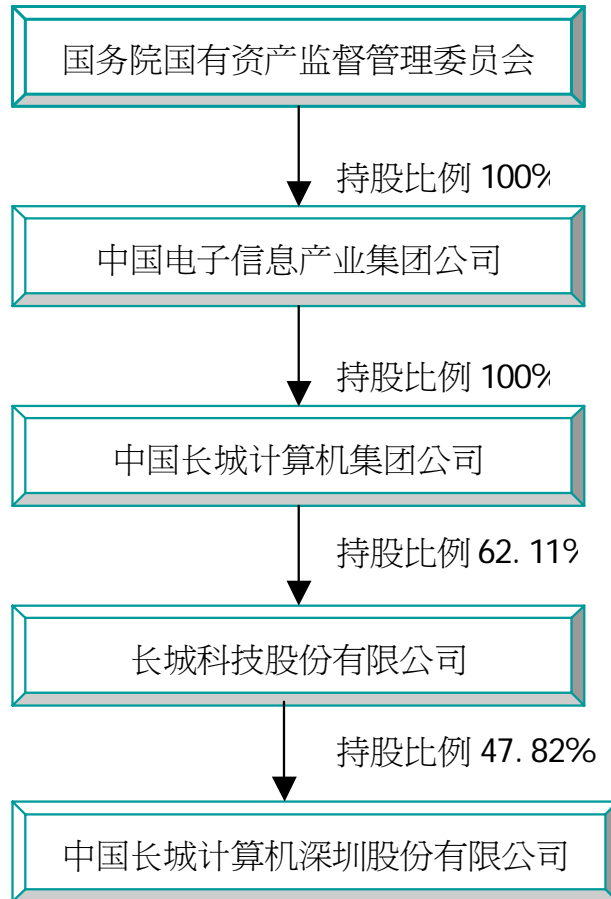 国务院国有资产监督管理委员会
持股比例 100%
中国电子信息产业集团公司
持股比例 100%
中国长城计算机集团公司
持股比例 62.11%
长城科技股份有限公司
持股比例 47.82%
中国长城计算机深圳股份有限公司